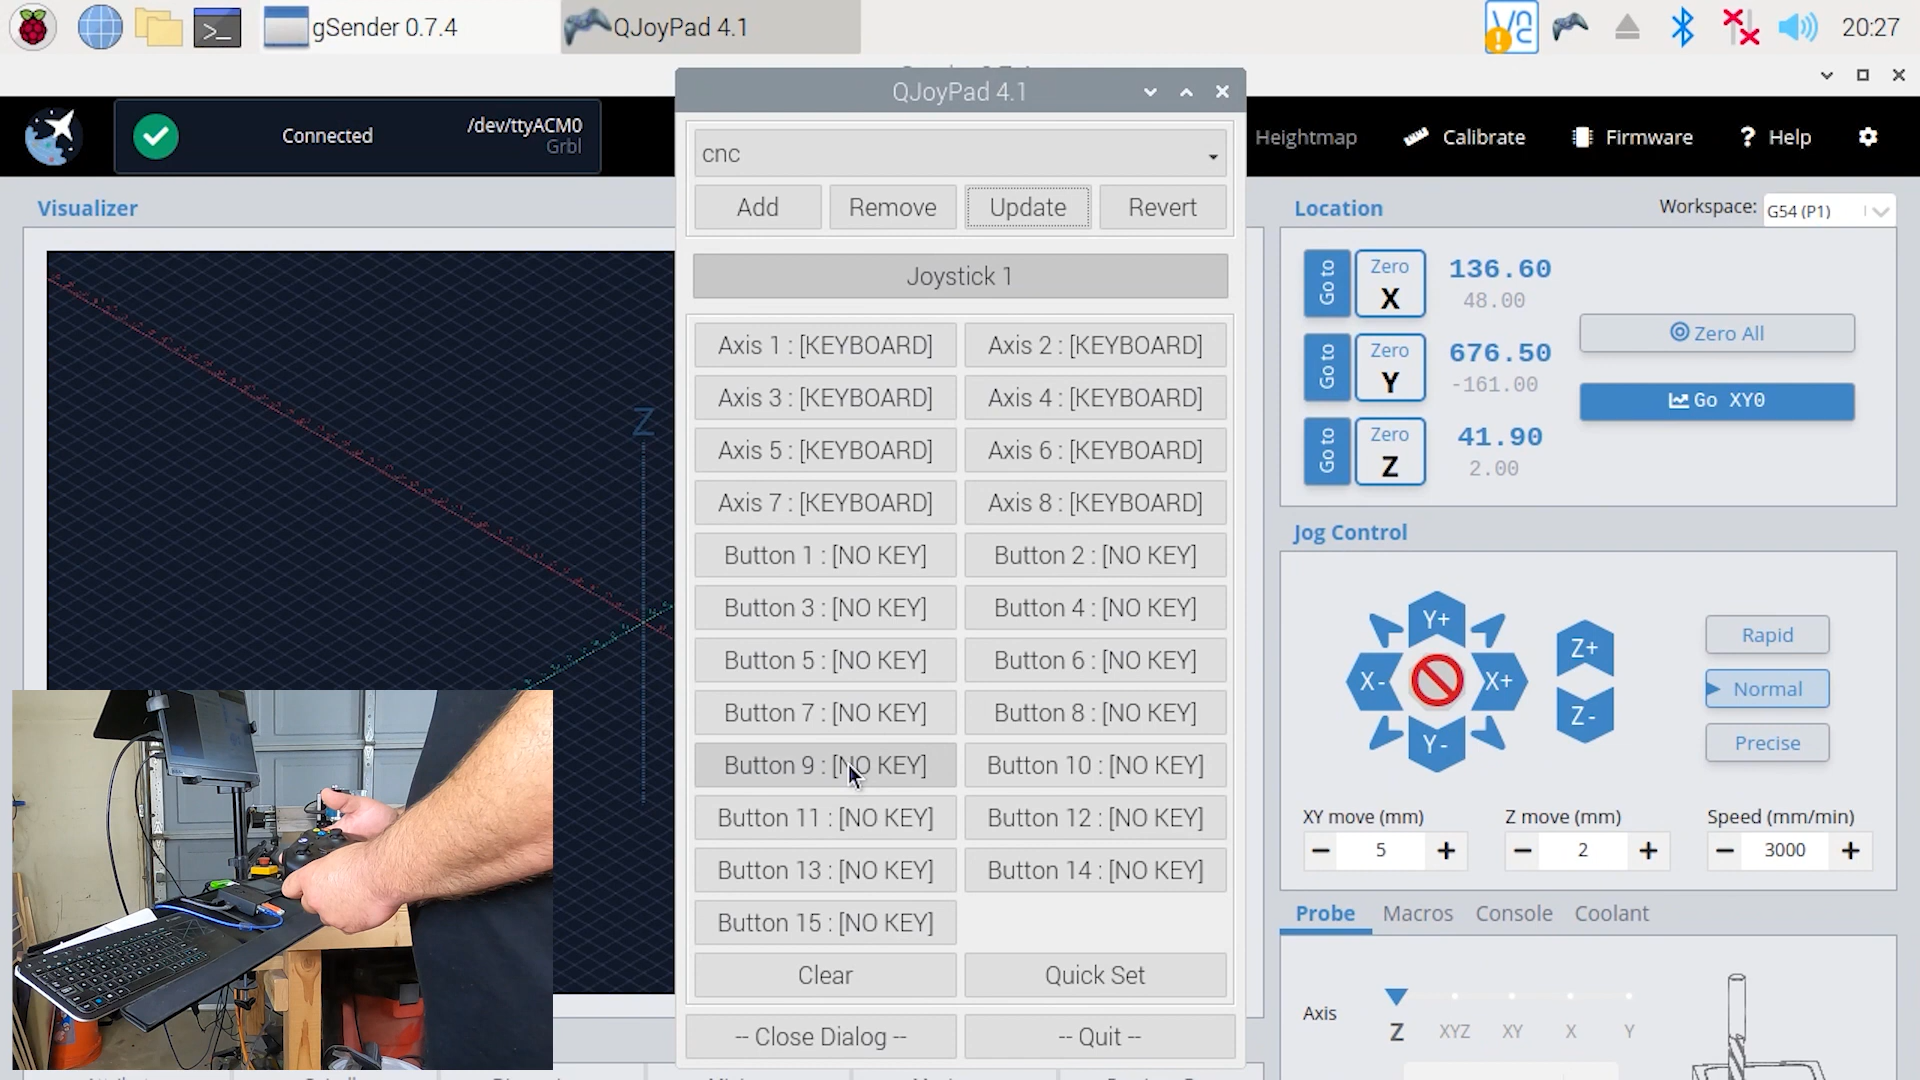 gSender 0.7.4
QJoyPad 4.1
20:27
QJoyPad 4.1
Connected
/dev/ttyACM0
Grbl
Heightmap
Calibrate
Firmware
? Help
cnc
Add
Remove
Update
Revert
Joystick 1
Axis 1 : [KEYBOARD]
Axis 2 : [KEYBOARD]
Axis 3 : [KEYBOARD]
Axis 4 : [KEYBOARD]
Axis 5 : [KEYBOARD]
Axis 6 : [KEYBOARD]
Axis 7 : [KEYBOARD]
Axis 8 : [KEYBOARD]
Button 1 : [NO KEY]
Button 2 : [NO KEY]
Button 3 : [NO KEY]
Button 4 : [NO KEY]
Button 5 : [NO KEY]
Button 6 : [NO KEY]
Button 7 : [NO KEY]
Button 8 : [NO KEY]
Button 9 : [NO KEY]
Button 10 : [NO KEY]
Button 11 : [NO KEY]
Button 12 : [NO KEY]
Button 13 : [NO KEY]
Button 14 : [NO KEY]
Button 15 : [NO KEY]
Clear
Quick Set
-- Close Dialog --
-- Quit --
Visualizer
Z
Location
Workspace:
G54 (P1)
Go to
Zero
X
136.60
48.00
Go to
Zero
Y
676.50
-161.00
Go to
Zero
Z
41.90
2.00
Zero All
Go XY0
Jog Control
Y+
X-
X+
Y-
Z+
Z-
Rapid
Normal
Precise
XY move (mm)
Z move (mm)
Speed (mm/min)
− 5 +
− 2 +
− 3000 +
Probe
Macros
Console
Coolant
Axis
Z
XYZ
XY
X
Y